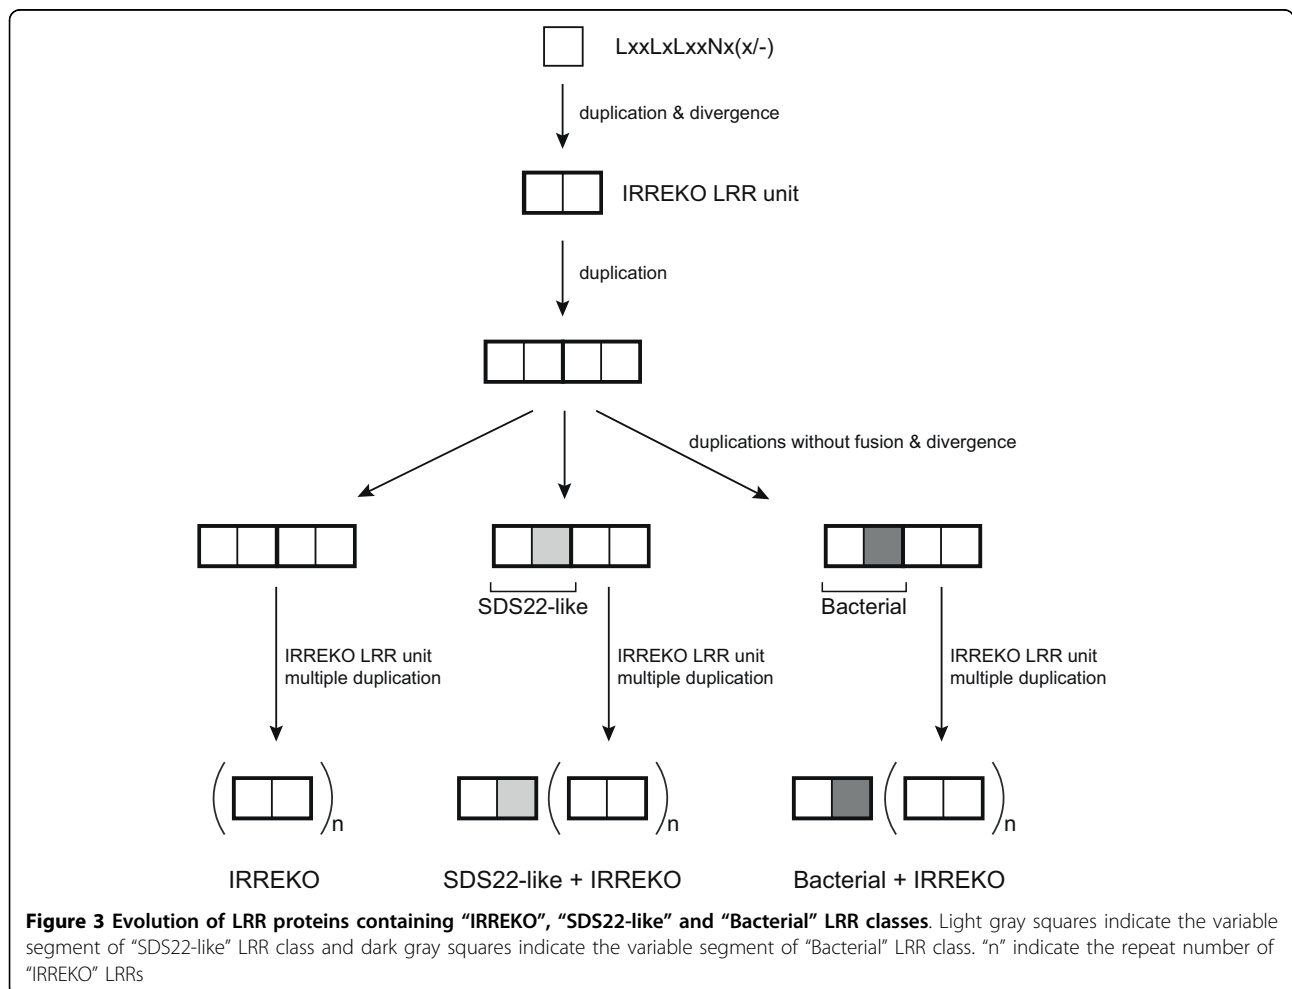 LxxLxLxxNx(x/-)
duplication & divergence
IRREKO LRR unit
duplication
duplications without fusion & divergence
SDS22-like
Bacterial
IRREKO LRR unit
multiple duplication
IRREKO LRR unit
multiple duplication
IRREKO LRR unit
multiple duplication
n
n
n
IRREKO
SDS22-like + IRREKO
Bacterial + IRREKO
Figure 3 Evolution of LRR proteins containing “IRREKO”, “SDS22-like” and “Bacterial” LRR classes. Light gray squares indicate the variable
segment of “SDS22-like” LRR class and dark gray squares indicate the variable segment of “Bacterial” LRR class. “n” indicate the repeat number of
“IRREKO” LRRs